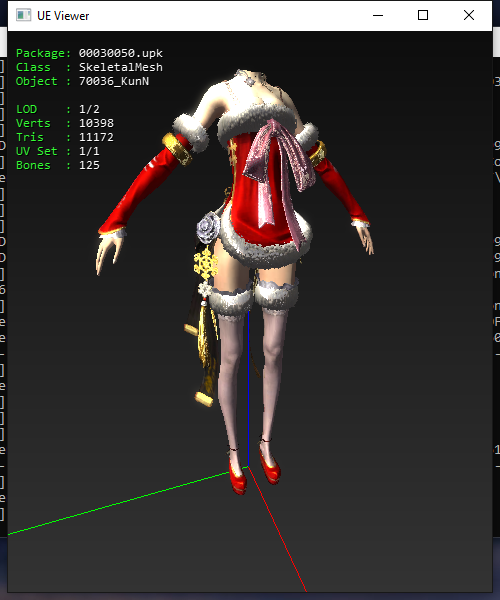 UE Viewer
Package: 00030050.upk
Class : SkeletalMesh
Object : 70036_KunN
LOD : 1/2
Verts : 10398
Tris : 11172
UV Set : 1/1
Bones : 125